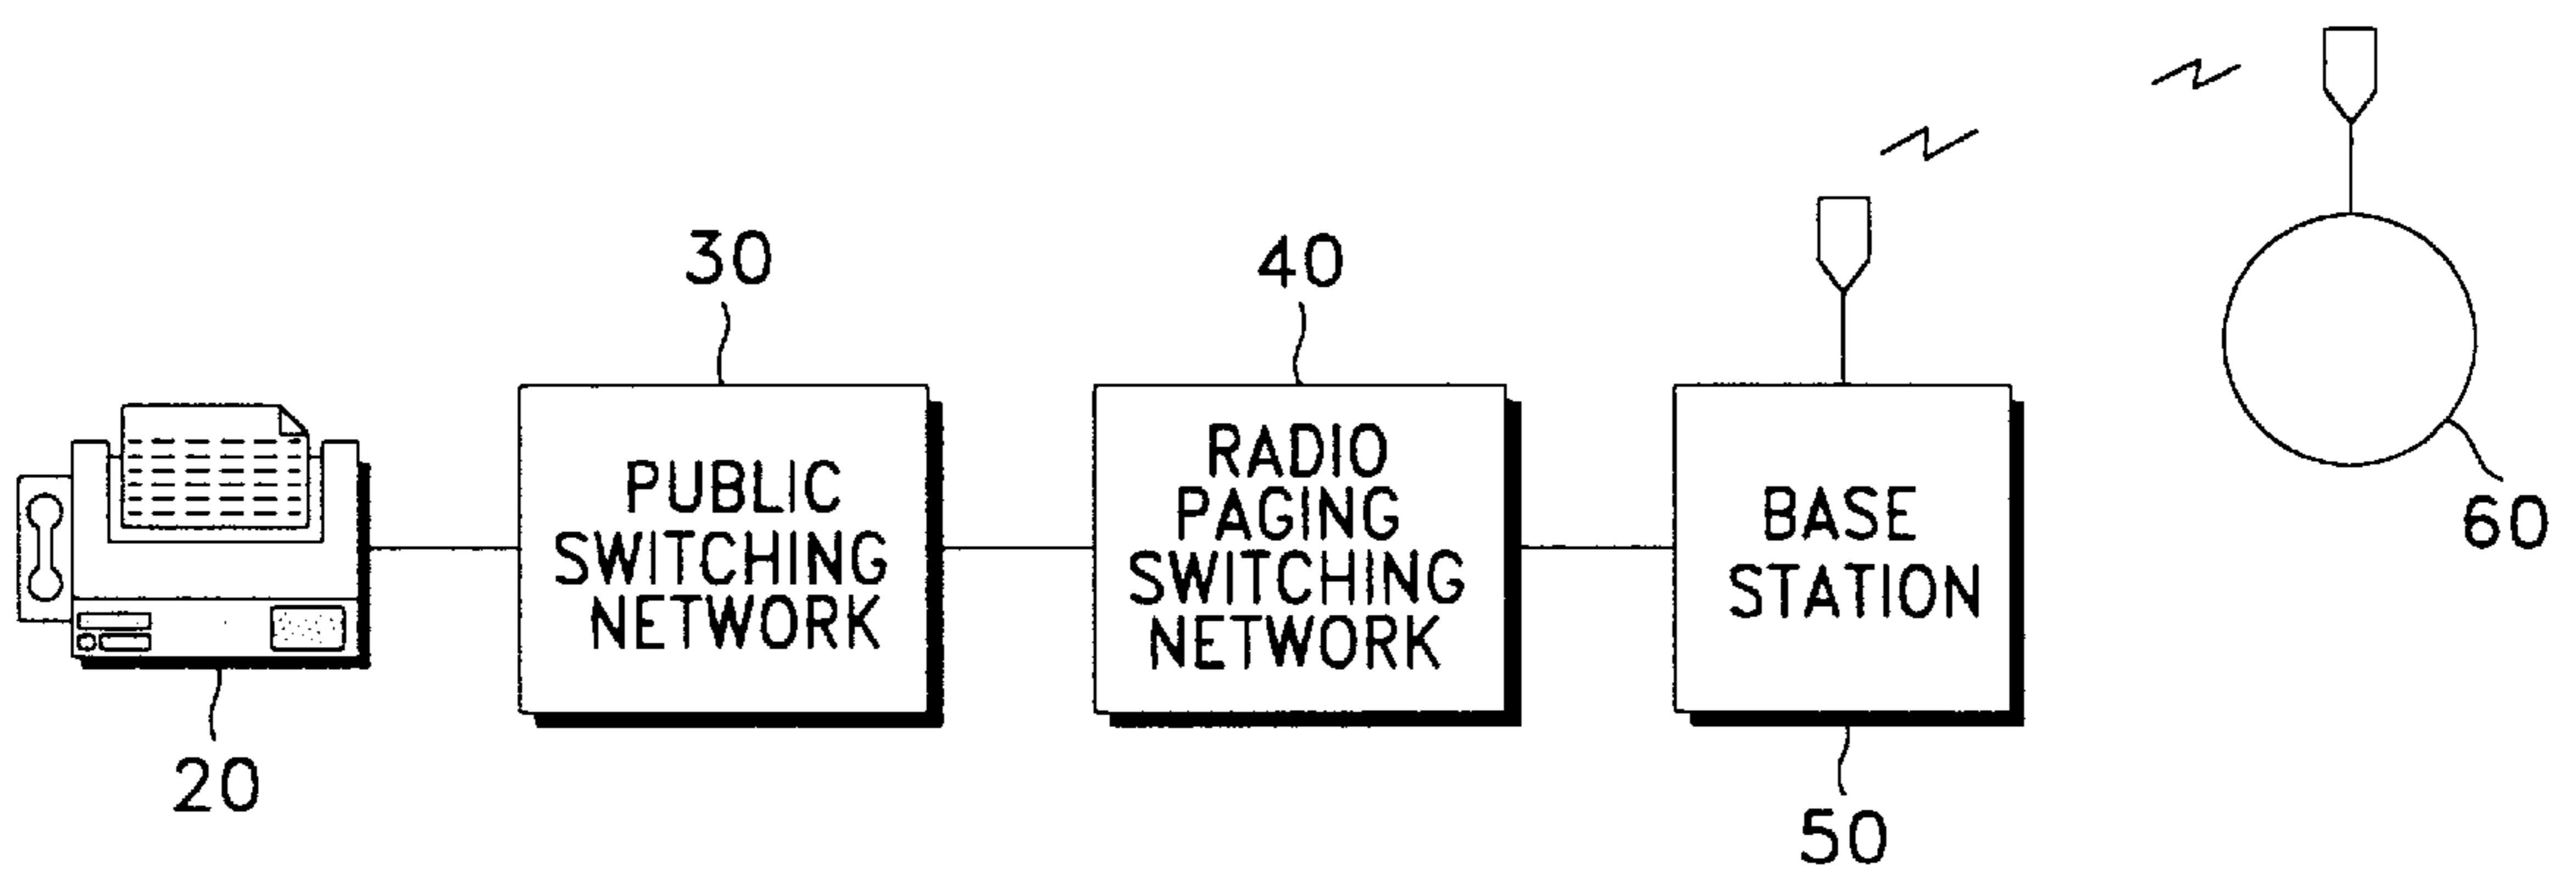 30
40
PUBLIC
SWITCHING
NETWORK
RADIO
PAGING
SWITCHING
NETWORK
BASE
STATION
60
20
50